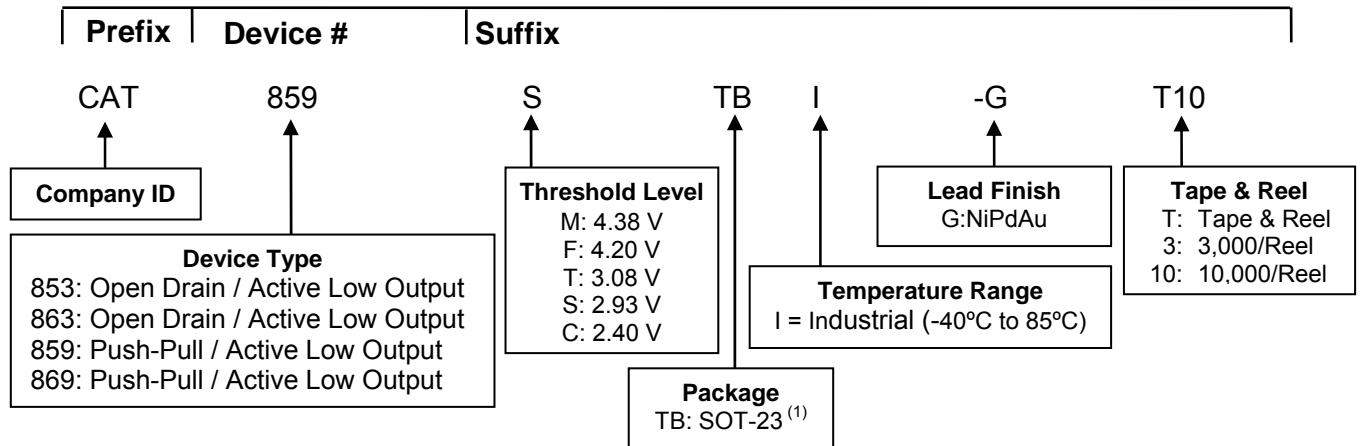 Prefix Device # Suffix
CAT 859 S TB I -G T10
Company ID
Device Type
853: Open Drain / Active Low Output
863: Open Drain / Active Low Output
859: Push-Pull / Active Low Output
869: Push-Pull / Active Low Output
Threshold Level
M: 4.38 V
F: 4.20 V
T: 3.08 V
S: 2.93 V
C: 2.40 V
Package
TB: SOT-23 (1)
Temperature Range
I = Industrial (-40ºC to 85ºC)
Lead Finish
G:NiPdAu
Tape & Reel
T: Tape & Reel
3: 3,000/Reel
10: 10,000/Reel